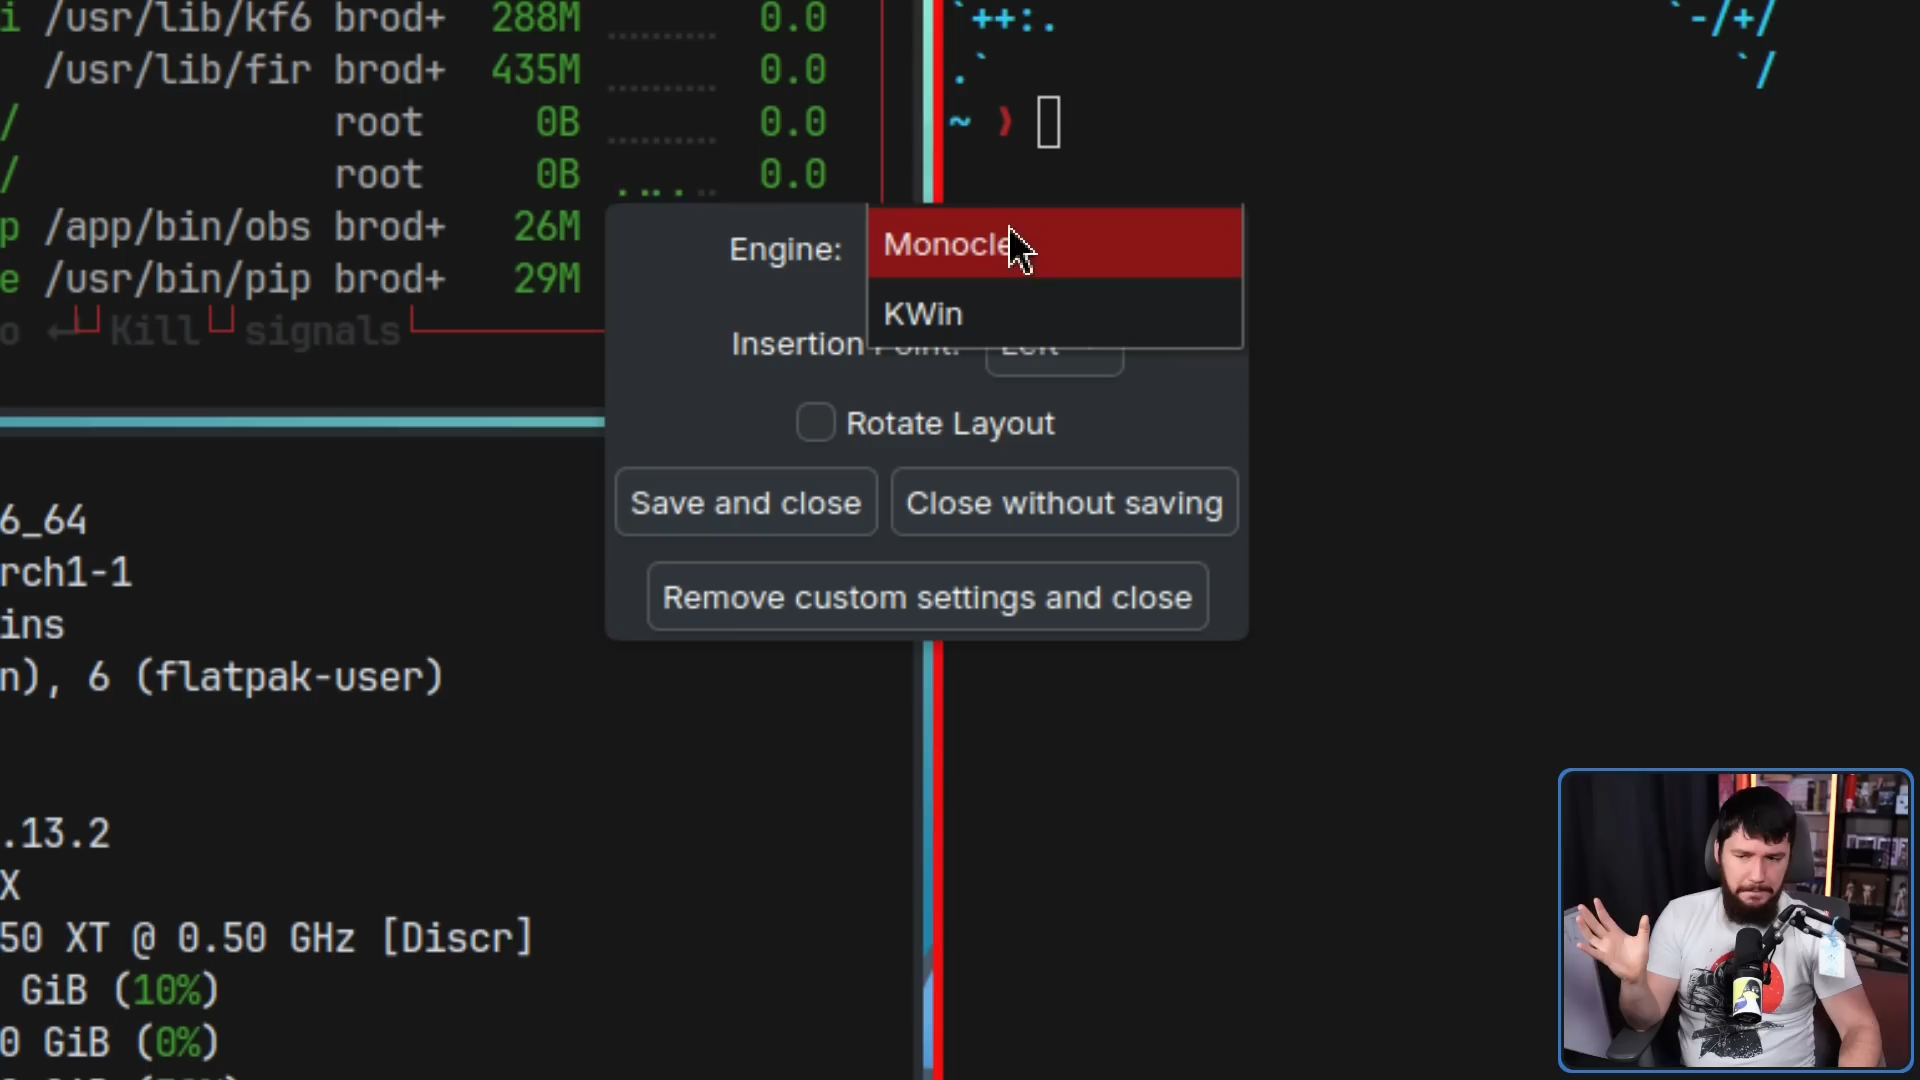 i /usr/lib/kf6 brod+ 288M 0.0
/usr/lib/fir brod+ 435M 0.0
/ root 0B 0.0
/ root 0B 0.0
p /app/bin/obs brod+ 26M
e /usr/bin/pip brod+ 29M
o ↵ Kill signals
`++:.
.`
~ ❯
`-/+/
`/
Engine:
Monocle
KWin
Insertion Point: Left
Rotate Layout
Save and close
Close without saving
Remove custom settings and close
6_64
rch1-1
ins
n), 6 (flatpak-user)
.13.2
X
50 XT @ 0.50 GHz [Discr]
GiB (10%)
0 GiB (0%)